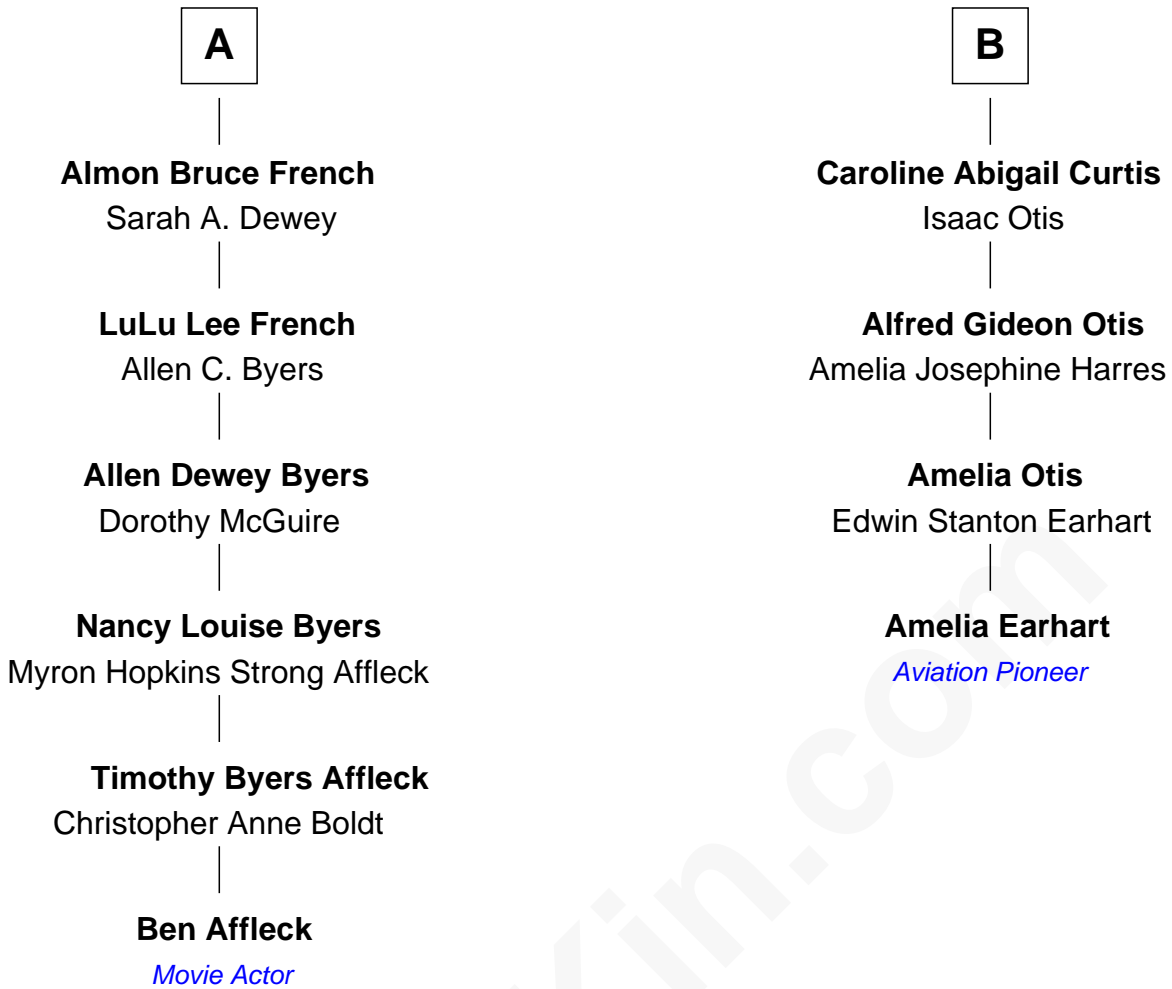 A
Almon Bruce French
Sarah A. Dewey
LuLu Lee French
Allen C. Byers
Allen Dewey Byers
Dorothy McGuire
Nancy Louise Byers
Myron Hopkins Strong Affleck
Timothy Byers Affleck
Christopher Anne Boldt
Ben Affleck
Movie Actor
B
Caroline Abigail Curtis
Isaac Otis
Alfred Gideon Otis
Amelia Josephine Harres
Amelia Otis
Edwin Stanton Earhart
Amelia Earhart
Aviation Pioneer
Kin.com